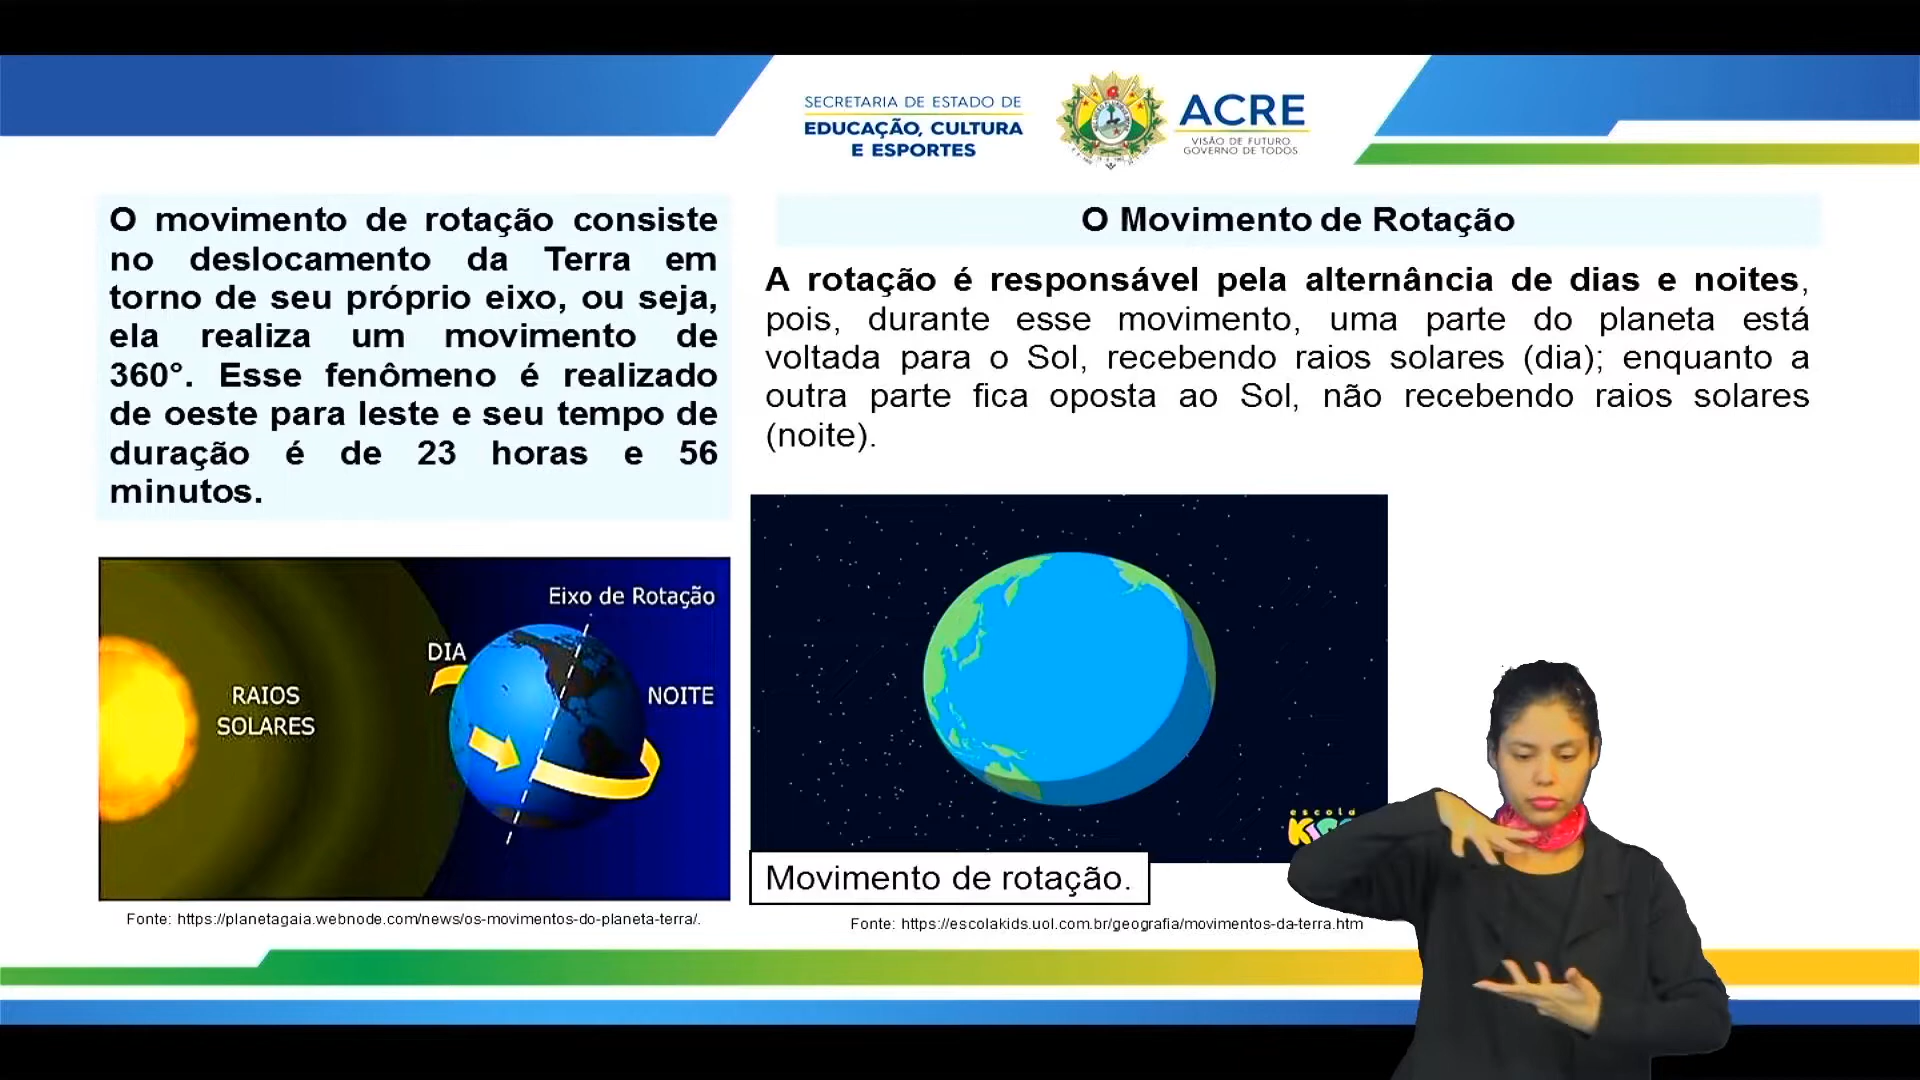 SECRETARIA DE ESTADO DE
EDUCAÇÃO, CULTURA
E ESPORTES
ACRE
VISÃO DE FUTURO.
GOVERNO DE TODOS
O movimento de rotação consiste
no deslocamento da Terra em
torno de seu próprio eixo, ou seja,
ela realiza um movimento de
360°. Esse fenômeno é realizado
de oeste para leste e seu tempo de
duração é de 23 horas e 56
minutos.
O Movimento de Rotação
A rotação é responsável pela alternância de dias e noites,
pois, durante esse movimento, uma parte do planeta está
voltada para o Sol, recebendo raios solares (dia); enquanto a
outra parte fica oposta ao Sol, não recebendo raios solares
(noite).
Eixo de Rotação
DIA
RAIOS
SOLARES
NOITE
Fonte: https://planetagaia.webnode.com/news/os-movimentos-do-planeta-terra/.
escola
Movimento de rotação.
Fonte: https://escolakids.uol.com.br/geografia/movimentos-da-terra.htm